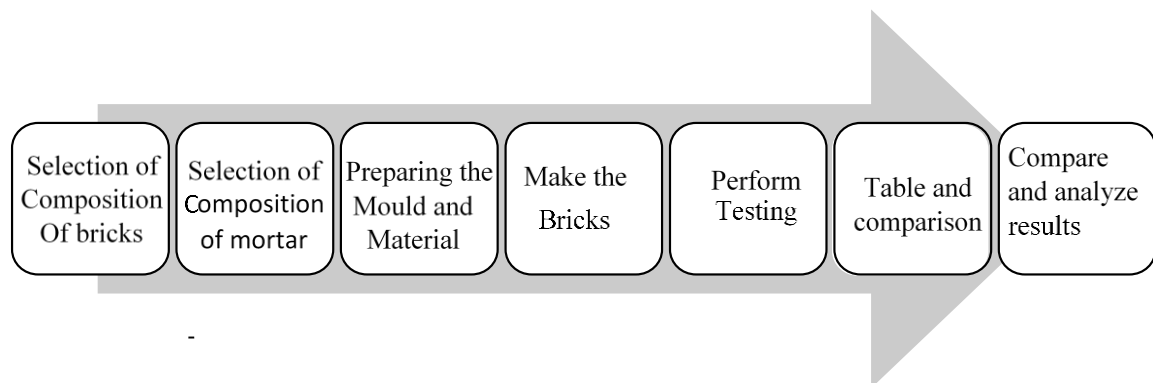 Selection of
Composition
Of bricks
Selection of
Composition
of mortar
Preparing the
Mould and
Material
Make the
Bricks
Perform
Testing
Table and
comparison
Compare
and analyze
results
-